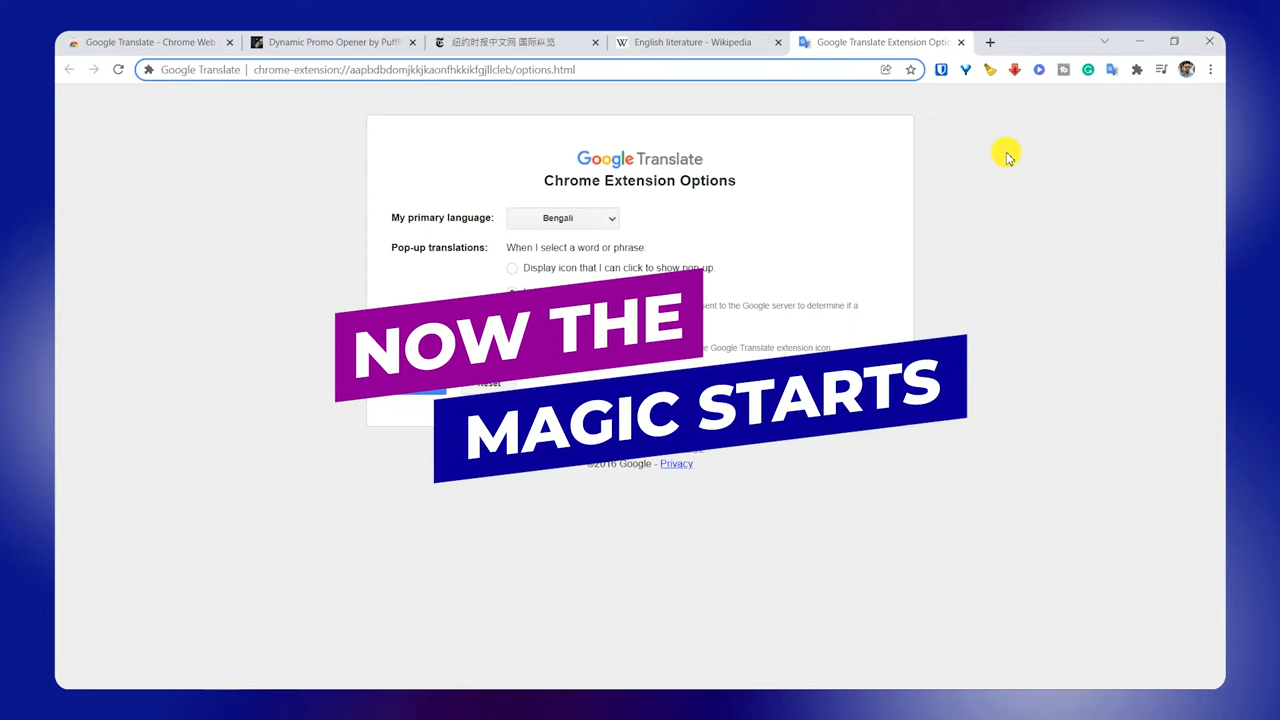 Google Translate - Chrome Web
Dynamic Promo Opener by Puff
纽约时报中文网 国际纵览
English literature - Wikipedia
Google Translate Extension Optio
Google Translate | chrome-extension://aapbdbdomjkkjkaonfhkkikfgjllcleb/options.html
Google Translate
Chrome Extension Options
My primary language: Bengali
Pop-up translations: When I select a word or phrase:
Display icon that I can click to show pop-up.
sent to the Google server to determine if a
Google Translate extension icon
Reset
NOW THE
MAGIC STARTS
©2016 Google - Privacy